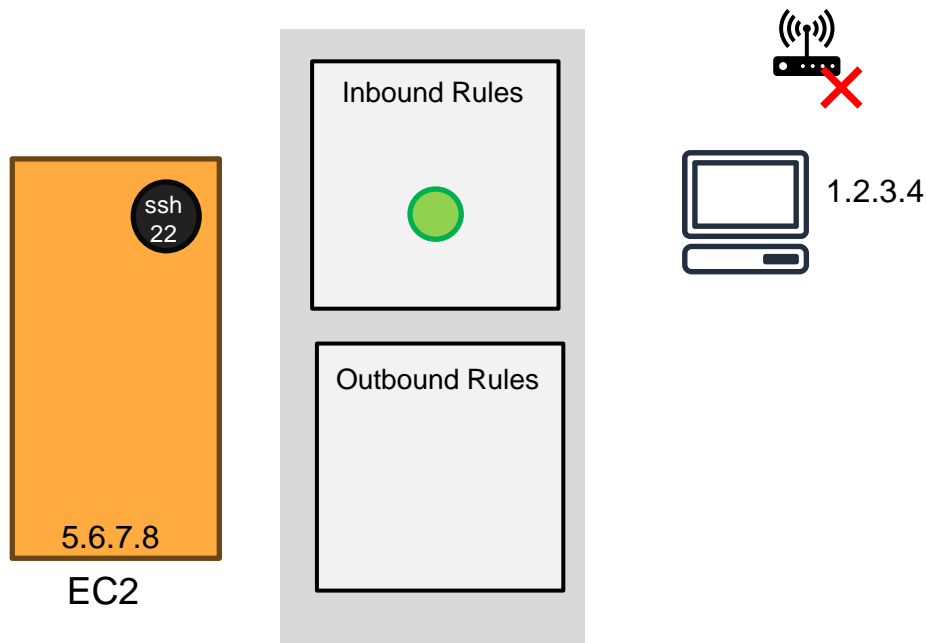 Inbound Rules
1.2.3.4
ssh
22
Outbound Rules
5.6.7.8
EC2